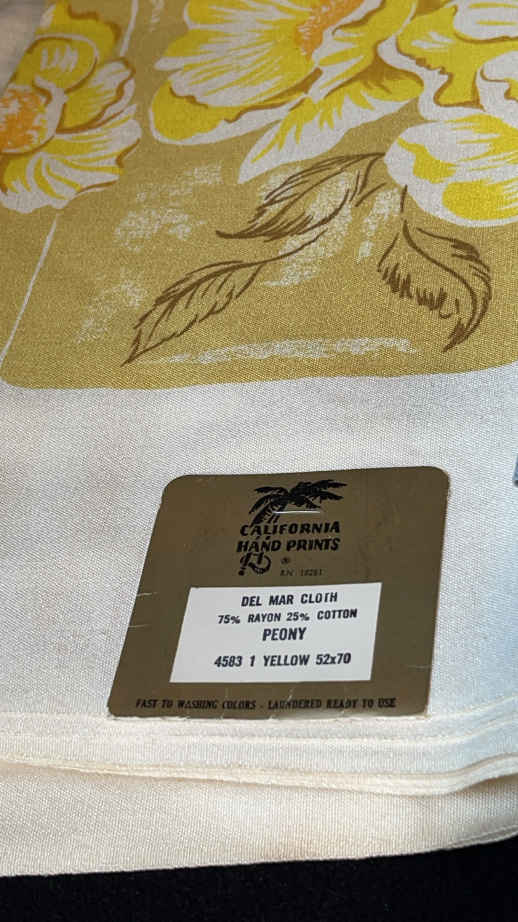 CALIFORNIA
HAND PRINTS
®
RN 18281
DEL MAR CLOTH
75% RAYON 25% COTTON
PEONY
4583 1 YELLOW 52x70
FAST TO WASHING COLORS - LAUNDERED READY TO USE